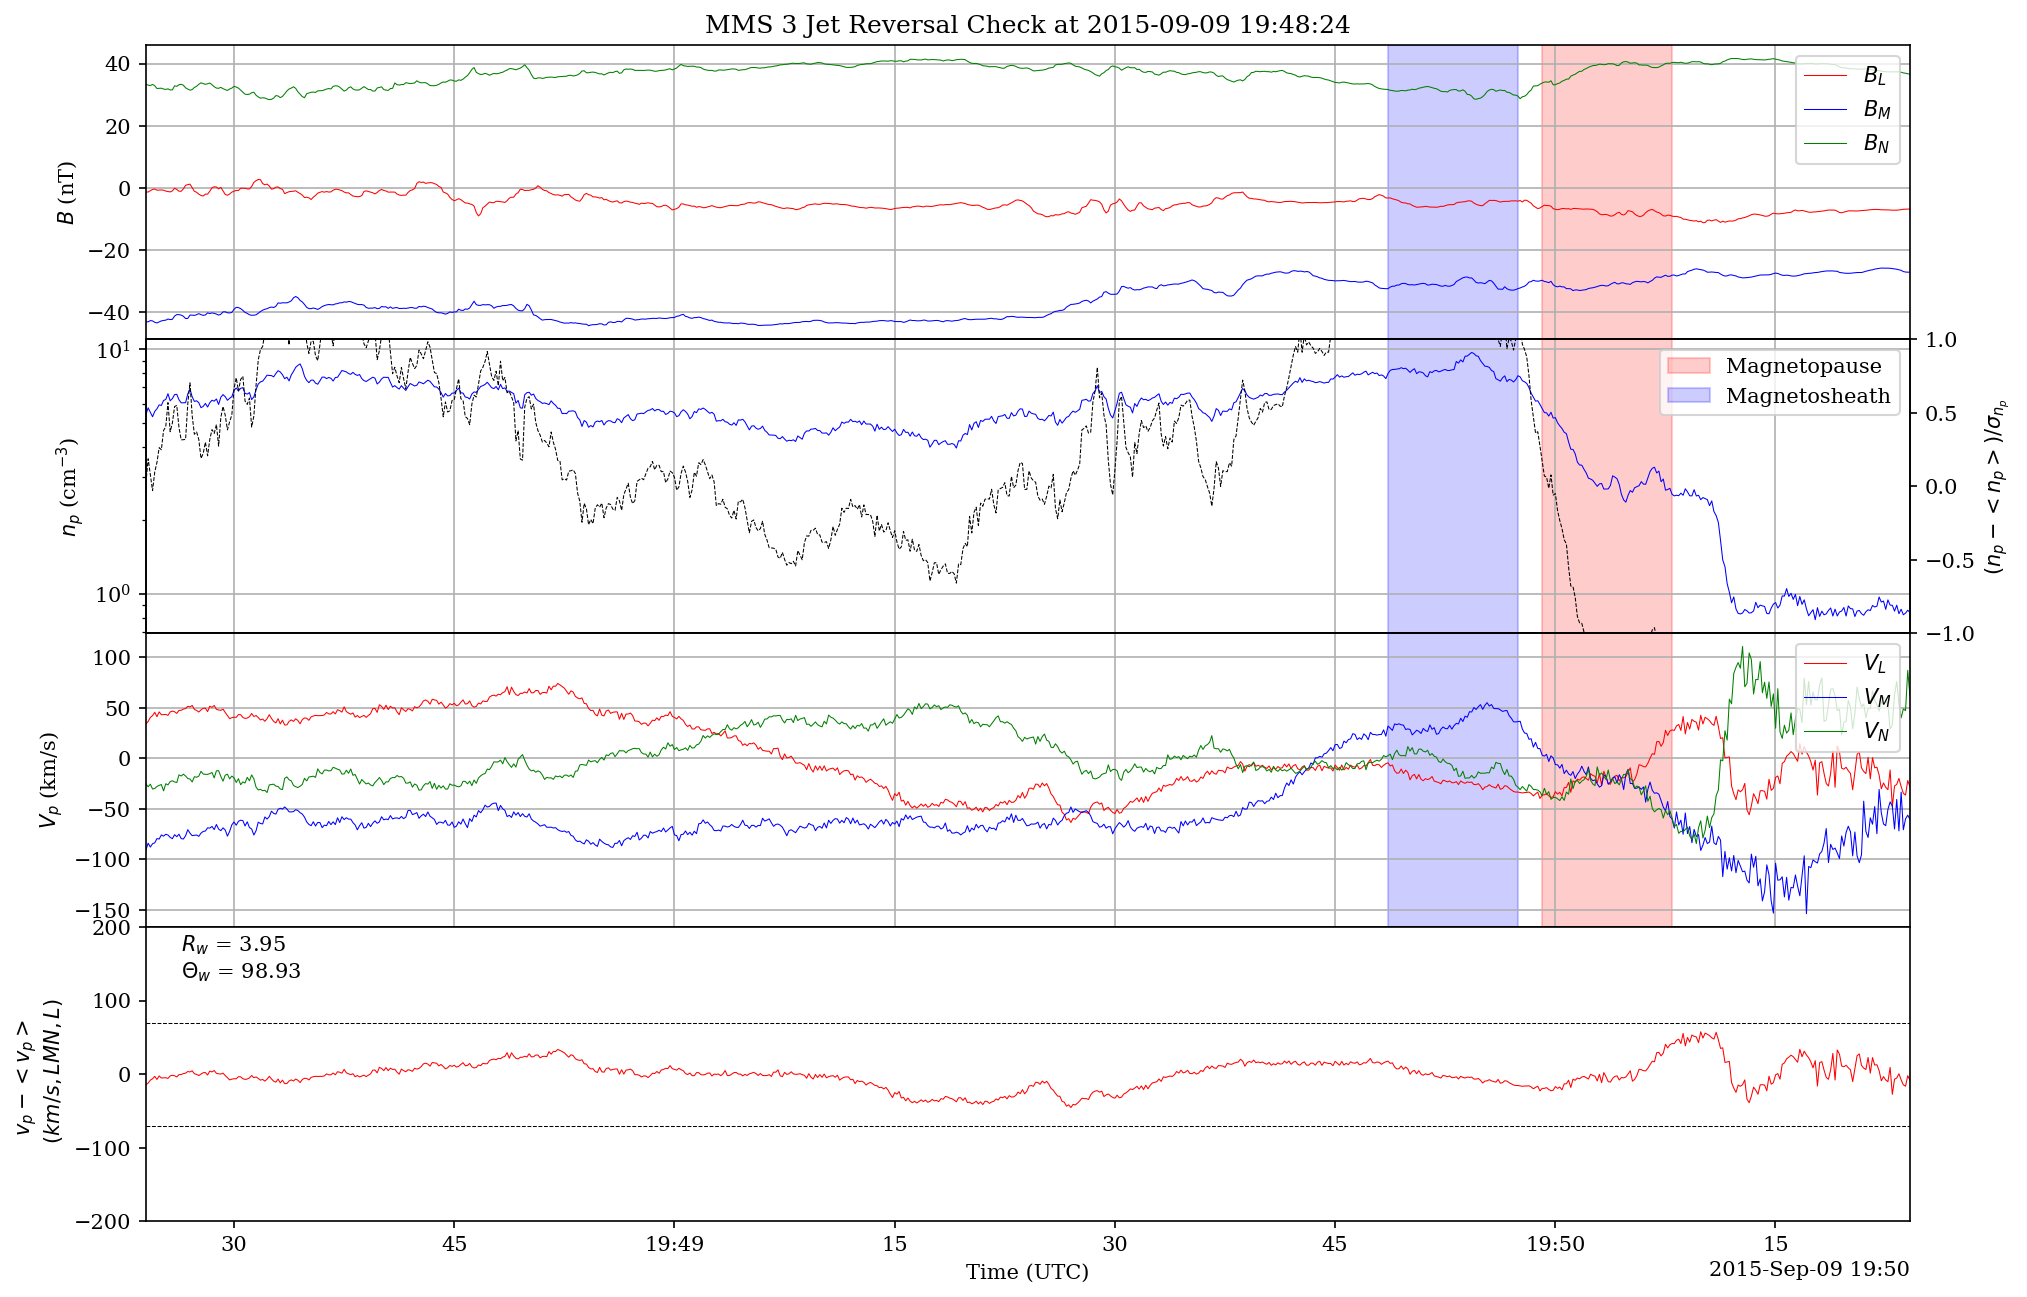 MMS 3 Jet Reversal Check at 2015-09-09 19:48:24
40
20
0
−20
−40
B (nT)
B_L
B_M
B_N
10^1
10^0
n_p (cm^−3)
1.0
0.5
0.0
−0.5
−1.0
(n_p − < n_p >)/σ_{n_p}
Magnetopause
Magnetosheath
100
50
0
−50
−100
−150
V_p (km/s)
V_L
V_M
V_N
200
100
0
−100
−200
v_p − < v_p >
(km/s, LMN, L)
R_w = 3.95
Θ_w = 98.93
30
45
19:49
15
30
45
19:50
15
Time (UTC)
2015-Sep-09 19:50